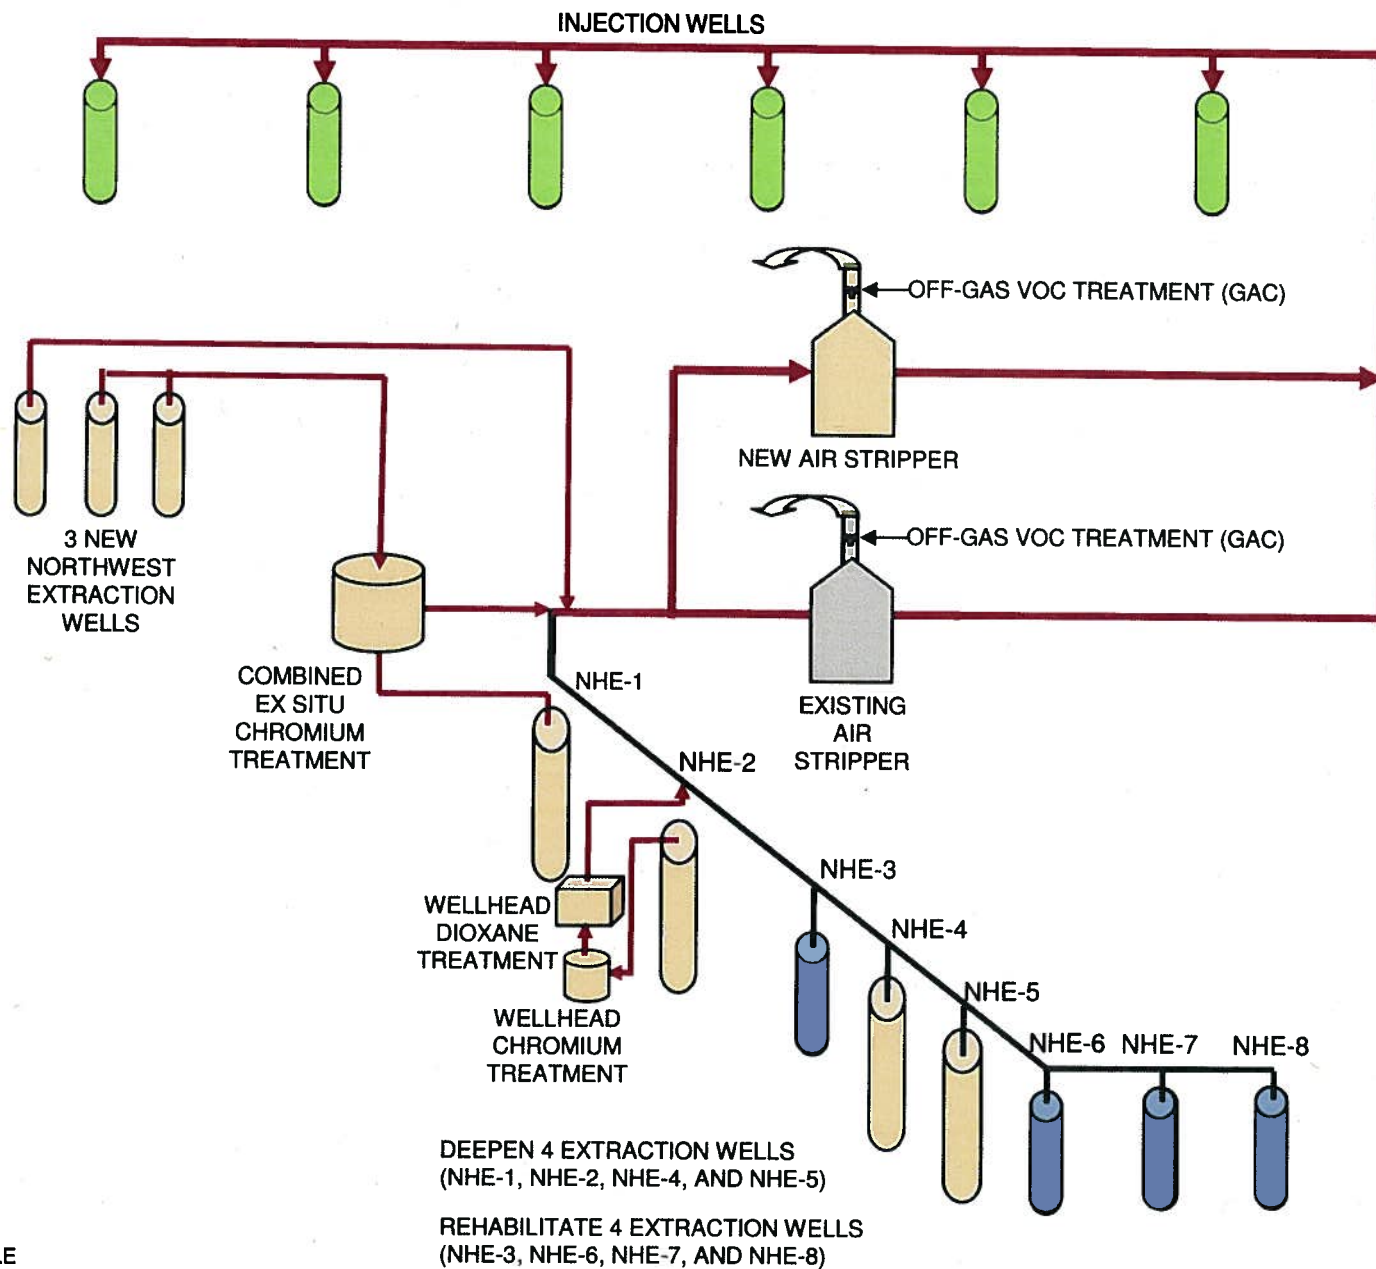 INJECTION WELLS
OFF-GAS VOC TREATMENT (GAC)
NEW AIR STRIPPER
OFF-GAS VOC TREATMENT (GAC)
3 NEW
NORTHWEST
EXTRACTION
WELLS
COMBINED
EX SITU
CHROMIUM
TREATMENT
NHE-1
EXISTING
AIR
STRIPPER
NHE-2
NHE-3
WELLHEAD
DIOXANE
TREATMENT
NHE-4
NHE-5
WELLHEAD
CHROMIUM
TREATMENT
NHE-6 NHE-7 NHE-8
DEEPEN 4 EXTRACTION WELLS
(NHE-1, NHE-2, NHE-4, AND NHE-5)
REHABILITATE 4 EXTRACTION WELLS
(NHE-3, NHE-6, NHE-7, AND NHE-8)